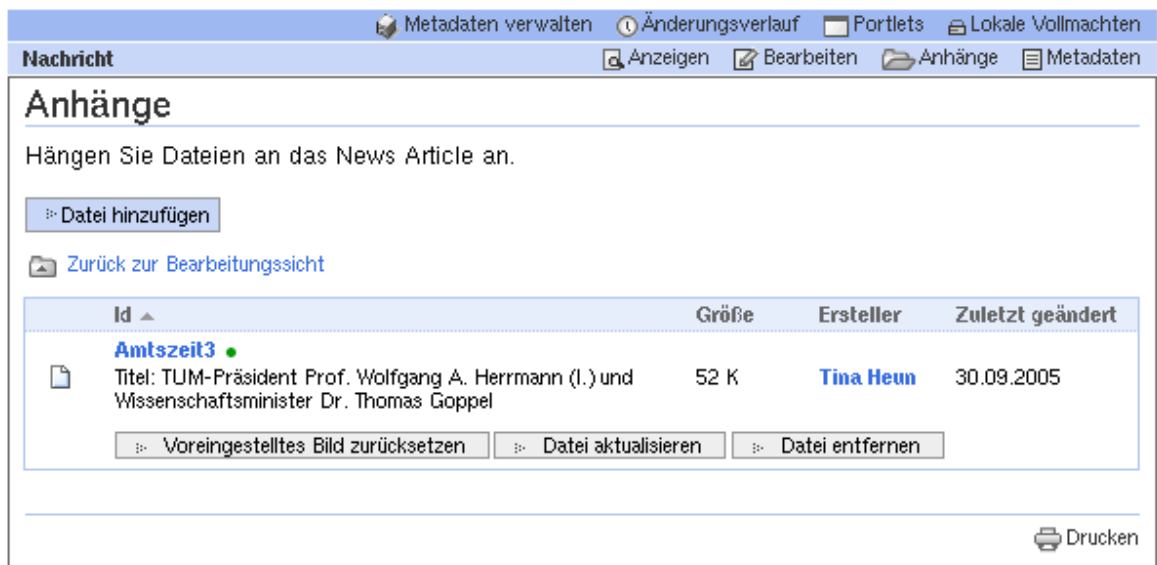 Metadaten verwalten Änderungsverlauf Portlets Lokale Vollmachten
Nachricht Anzeigen Bearbeiten Anhänge Metadaten
Anhänge
Hängen Sie Dateien an das News Article an.
Datei hinzufügen
Zurück zur Bearbeitungssicht
Id Größe Ersteller Zuletzt geändert
Amtszeit3
Titel: TUM-Präsident Prof. Wolfgang A. Herrmann (l.) und 52 K Tina Heun 30.09.2005
Wissenschaftsminister Dr. Thomas Goppel
Voreingestelltes Bild zurücksetzen Datei aktualisieren Datei entfernen
Drucken